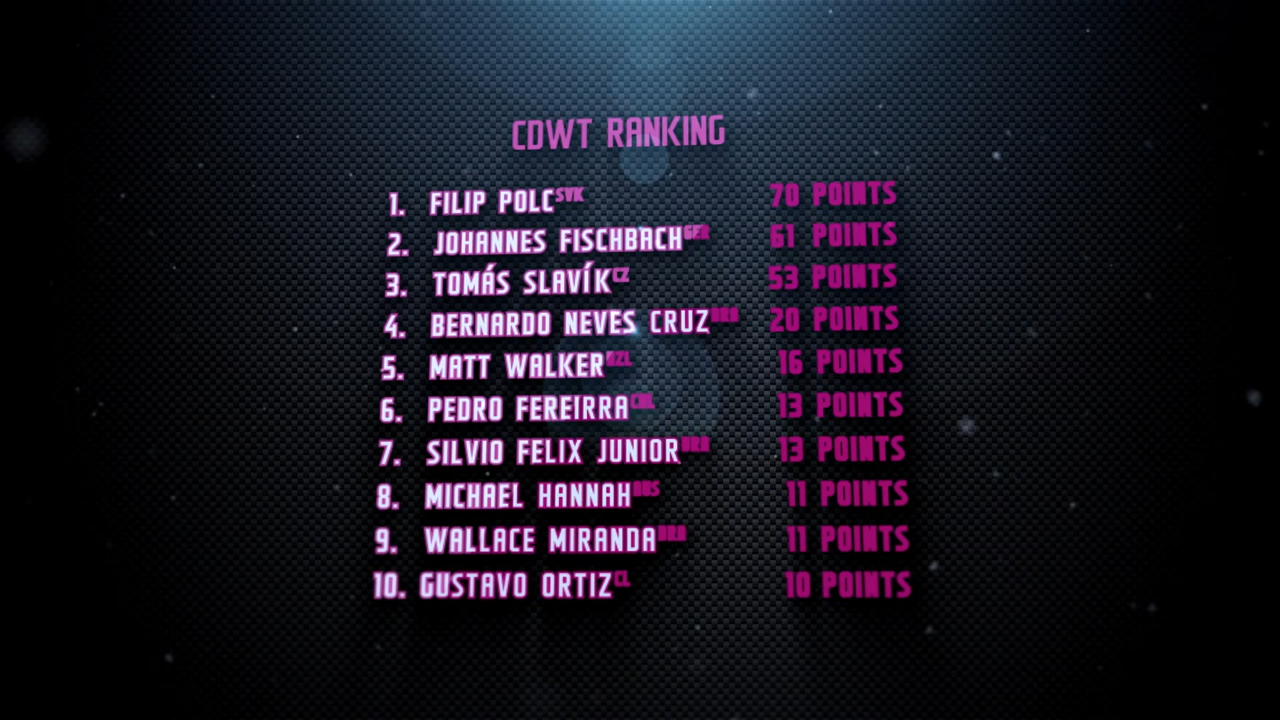 CDWT RANKING
1. FILIP POLC SVK 70 POINTS
2. JOHANNES FISCHBACH GER 61 POINTS
3. TOMÁS SLAVÍK CZ 53 POINTS
4. BERNARDO NEVES CRUZ BRA 20 POINTS
5. MATT WALKER NZL 16 POINTS
6. PEDRO FEREIRRA 13 POINTS
7. SILVIO FELIX JUNIOR BRA 13 POINTS
8. MICHAEL HANNAH AUS 11 POINTS
9. WALLACE MIRANDA BRA 11 POINTS
10. GUSTAVO ORTIZ CL 10 POINTS